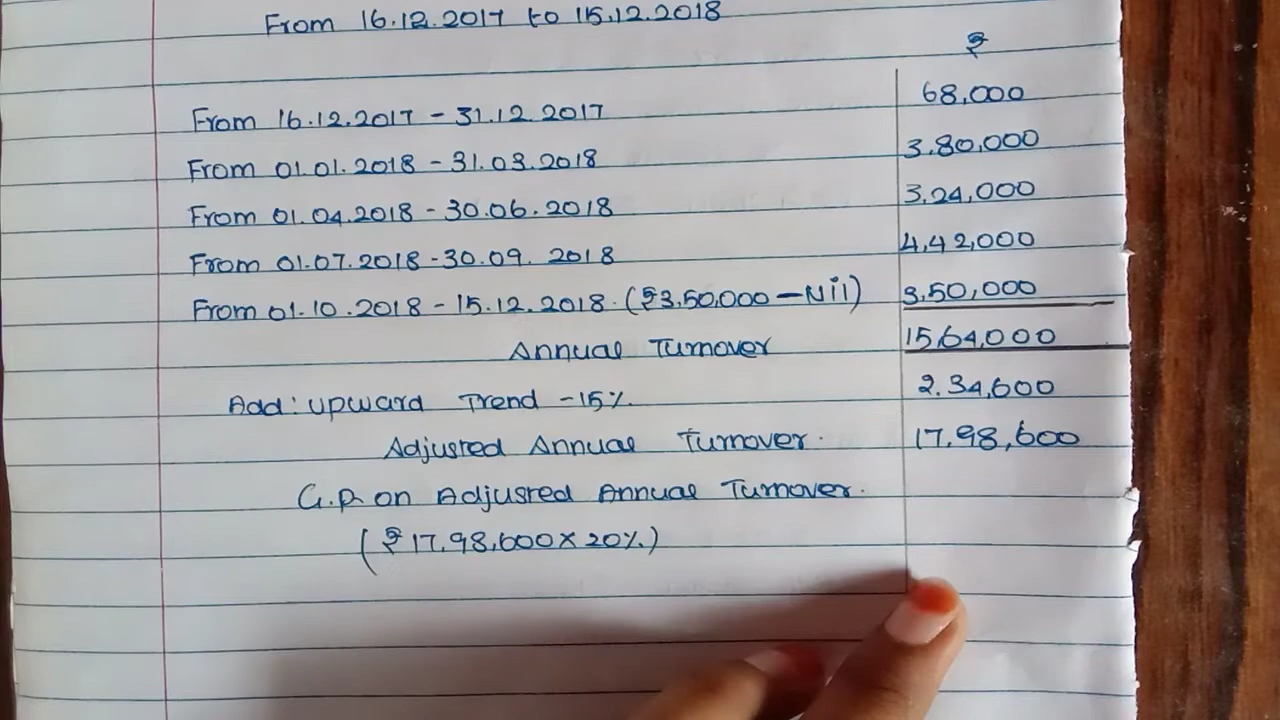 From 16.12.2017 to 15.12.2018
₹
From 16.12.2017 - 31.12.2017 68,000
From 01.01.2018 - 31.03.2018 3,80,000
From 01.04.2018 - 30.06.2018 3,24,000
From 01.07.2018 - 30.09.2018 4,42,000
From 01.10.2018 - 15.12.2018. (₹3,50,000 - Nil) 3,50,000
Annual Turnover 15,64,000
Add: upward Trend - 15% 2,34,600
Adjusted Annual Turnover. 17,98,600
G.P. on Adjusted Annual Turnover.
(₹17,98,600 × 20%)